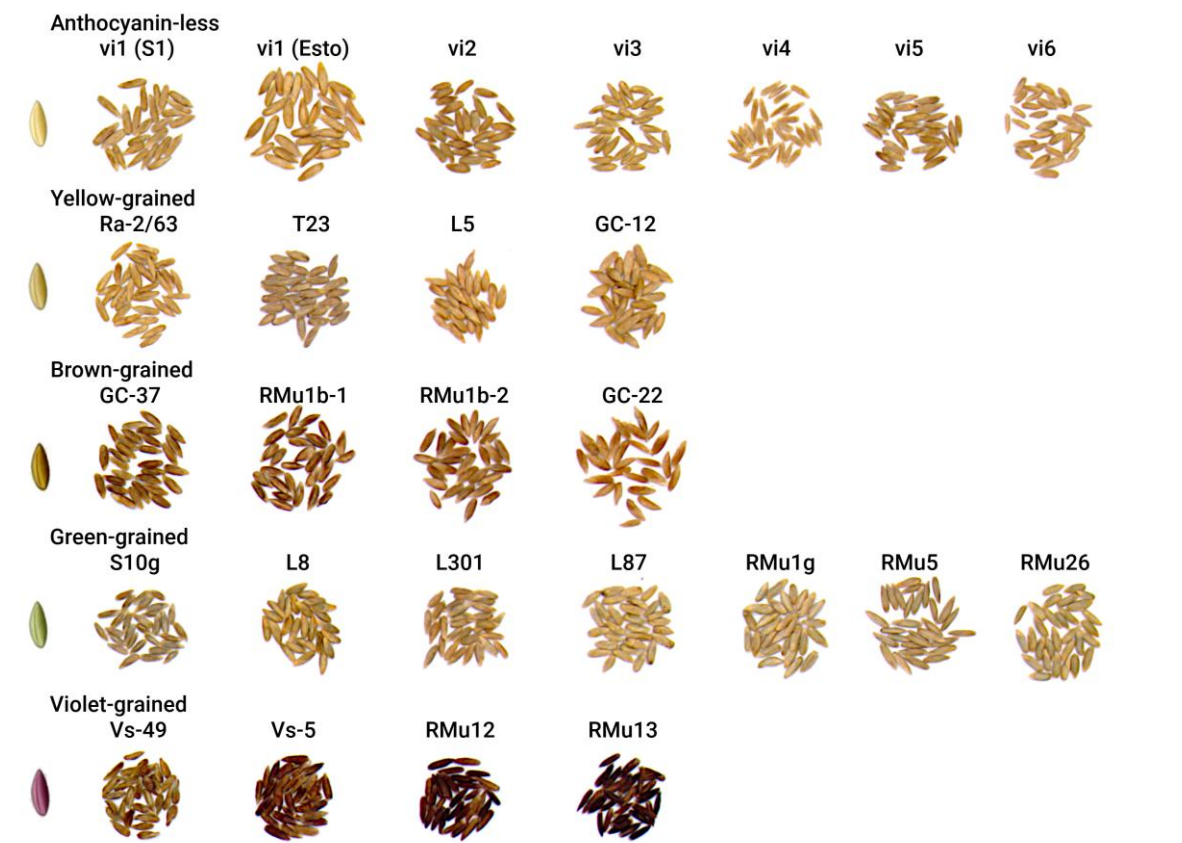 Anthocyanin-less
vi1 (S1) vi1 (Esto) vi2 vi3 vi4 vi5 vi6
Yellow-grained
Ra-2/63 T23 L5 GC-12
Brown-grained
GC-37 RMu1b-1 RMu1b-2 GC-22
Green-grained
S10g L8 L301 L87 RMu1g RMu5 RMu26
Violet-grained
Vs-49 Vs-5 RMu12 RMu13